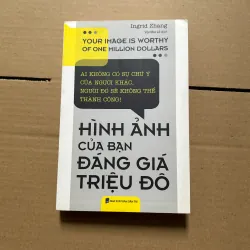 Ingrid Zhang
YOUR IMAGE IS WORTHY
OF ONE MILLION DOLLARS
AI KHÔNG CÓ SỰ CHÚ Ý
CỦA NGƯỜI KHÁC,
NGƯỜI ĐÓ SẼ KHÔNG THỂ
THÀNH CÔNG!
HÌNH ẢNH
CỦA BẠN
ĐÁNG GIÁ
TRIỆU ĐÔ